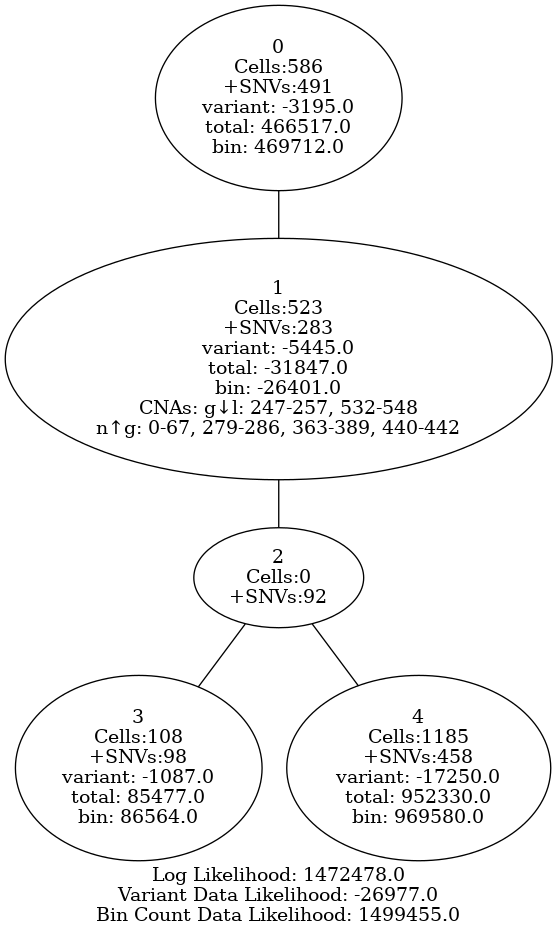 0
Cells:586
+SNVs:491
variant: -3195.0
total: 466517.0
bin: 469712.0
1
Cells:523
+SNVs:283
variant: -5445.0
total: -31847.0
bin: -26401.0
CNAs: g↓l: 247-257, 532-548
n↑g: 0-67, 279-286, 363-389, 440-442
2
Cells:0
+SNVs:92
3
Cells:108
+SNVs:98
variant: -1087.0
total: 85477.0
bin: 86564.0
4
Cells:1185
+SNVs:458
variant: -17250.0
total: 952330.0
bin: 969580.0
Log Likelihood: 1472478.0
Variant Data Likelihood: -26977.0
Bin Count Data Likelihood: 1499455.0